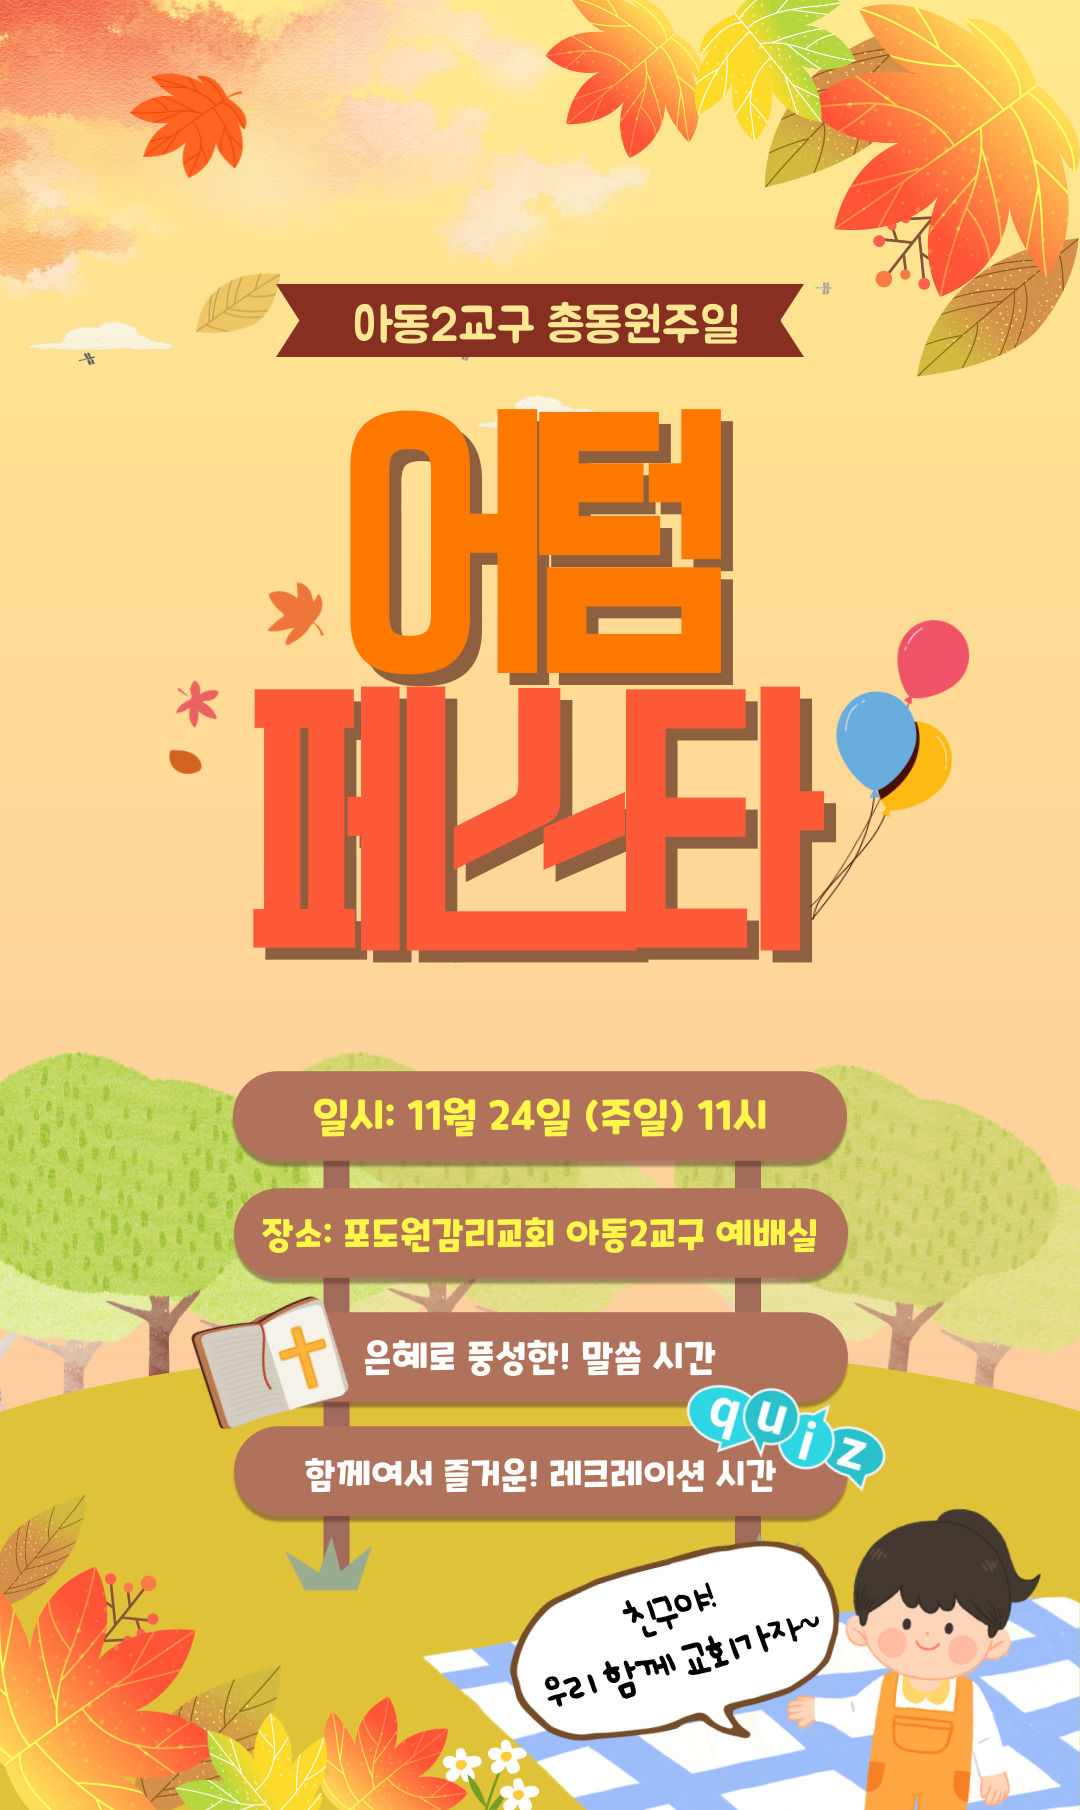 아동2교구 총동원주일
어텀
페스타
일시: 11월 24일 (주일) 11시
장소: 포도원감리교회 아동2교구 예배실
은혜로 풍성한! 말씀 시간
quiz
함께여서 즐거운! 레크레이션 시간
친구야!
우리 함께 교회가자~